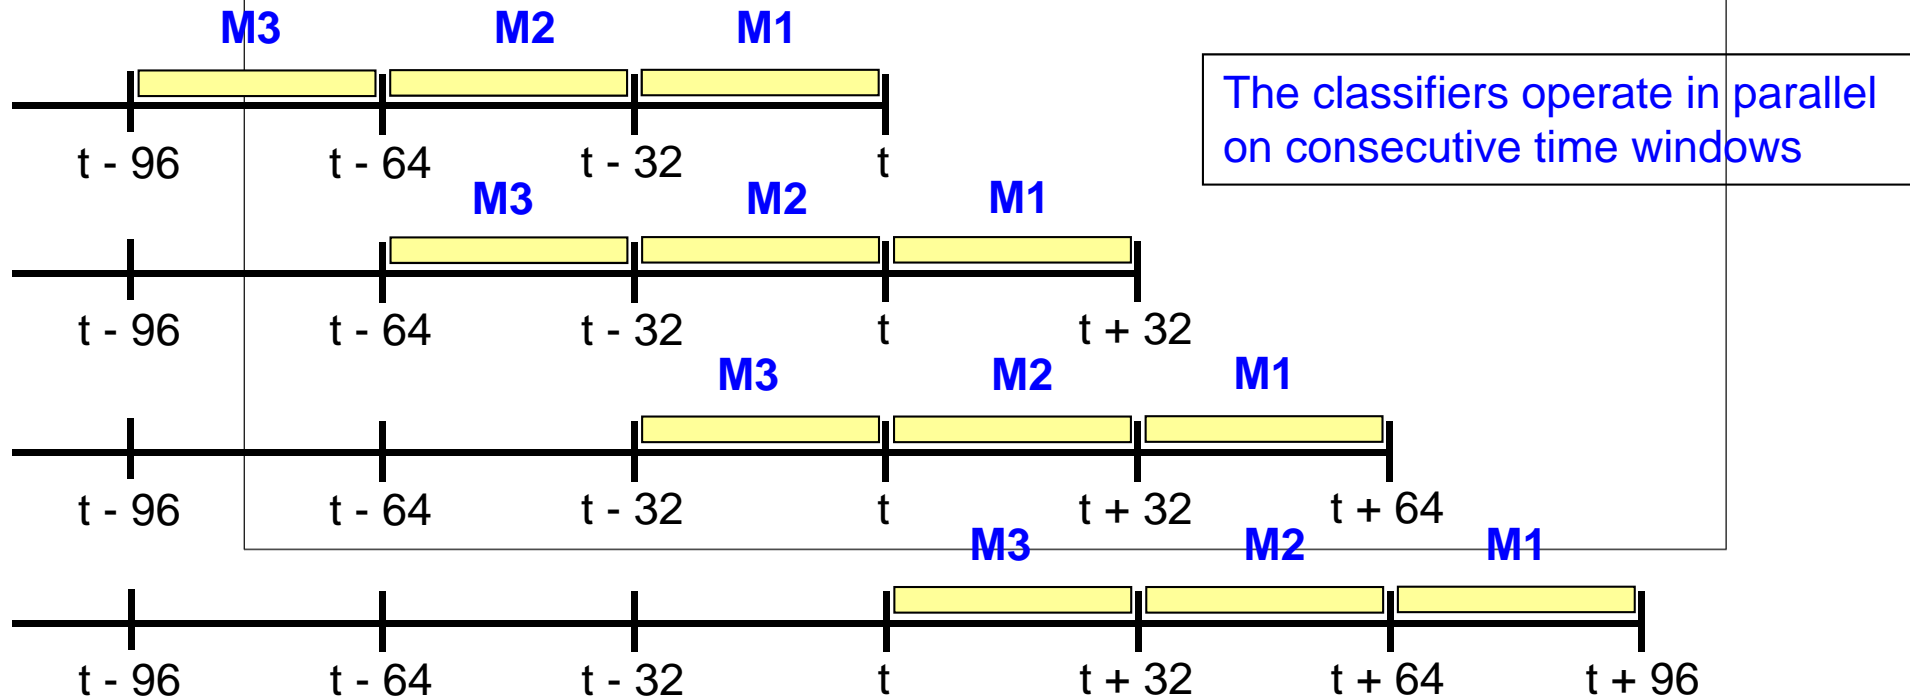 M3 M2 M1
The classifiers operate in parallel
on consecutive time windows
t - 96 t - 64 t - 32 t
M3 M2 M1
t - 96 t - 64 t - 32 t t + 32
M3 M2 M1
t - 96 t - 64 t - 32 t t + 32 t + 64
M3 M2 M1
t - 96 t - 64 t - 32 t t + 32 t + 64 t + 96